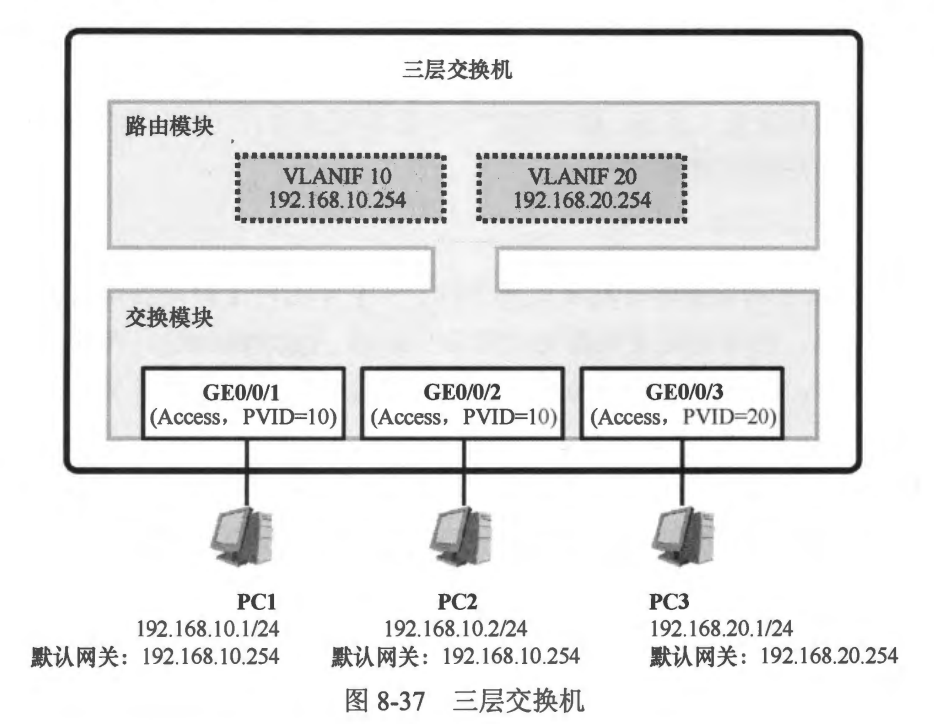 三层交换机
路由模块
VLANIF 10
192.168.10.254
VLANIF 20
192.168.20.254
交换模块
GE0/0/1
(Access，PVID=10)
GE0/0/2
(Access，PVID=10)
GE0/0/3
(Access，PVID=20)
PC1
192.168.10.1/24
默认网关：192.168.10.254
PC2
192.168.10.2/24
默认网关：192.168.10.254
PC3
192.168.20.1/24
默认网关：192.168.20.254
图 8-37 三层交换机